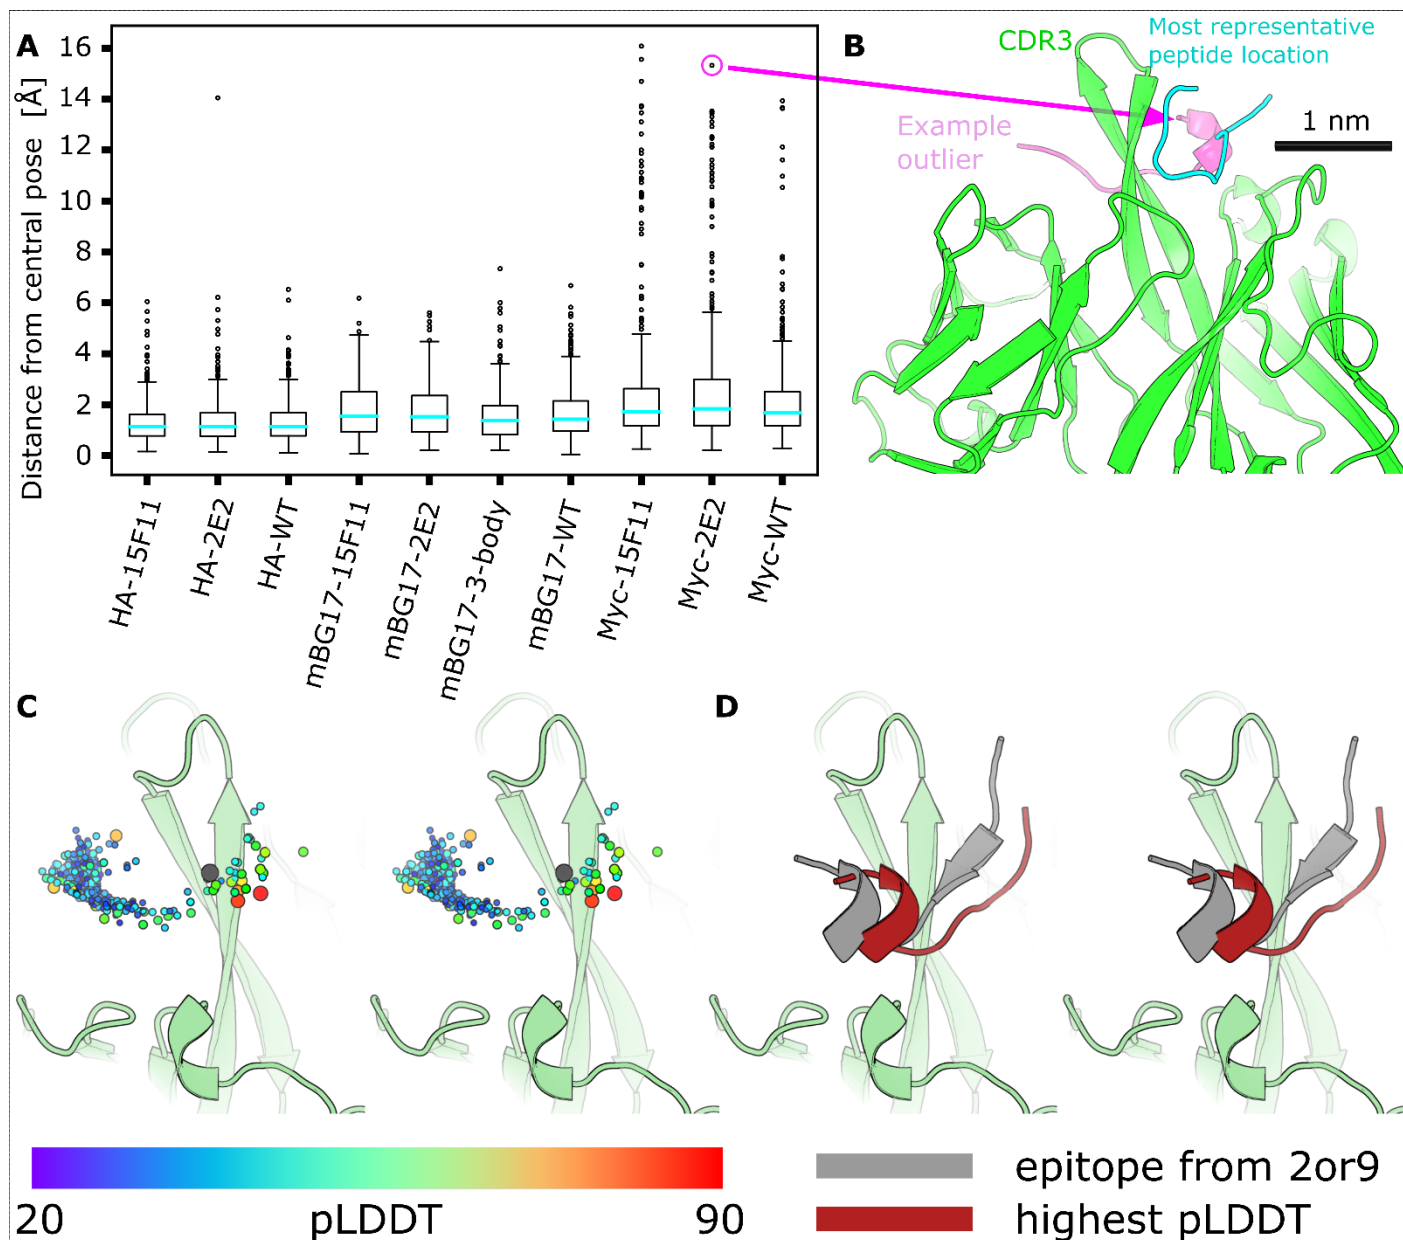 A
Distance from central pose [Å]
16
14
12
10
8
6
4
2
0
HA-15F11
HA-2E2
HA-WT
mBG17-15F11
mBG17-2E2
mBG17-3-body
mBG17-WT
Myc-15F11
Myc-2E2
Myc-WT
B
CDR3
Most representative
peptide location
Example
outlier
1 nm
C
D
20
pLDDT
90
epitope from 2or9
highest pLDDT